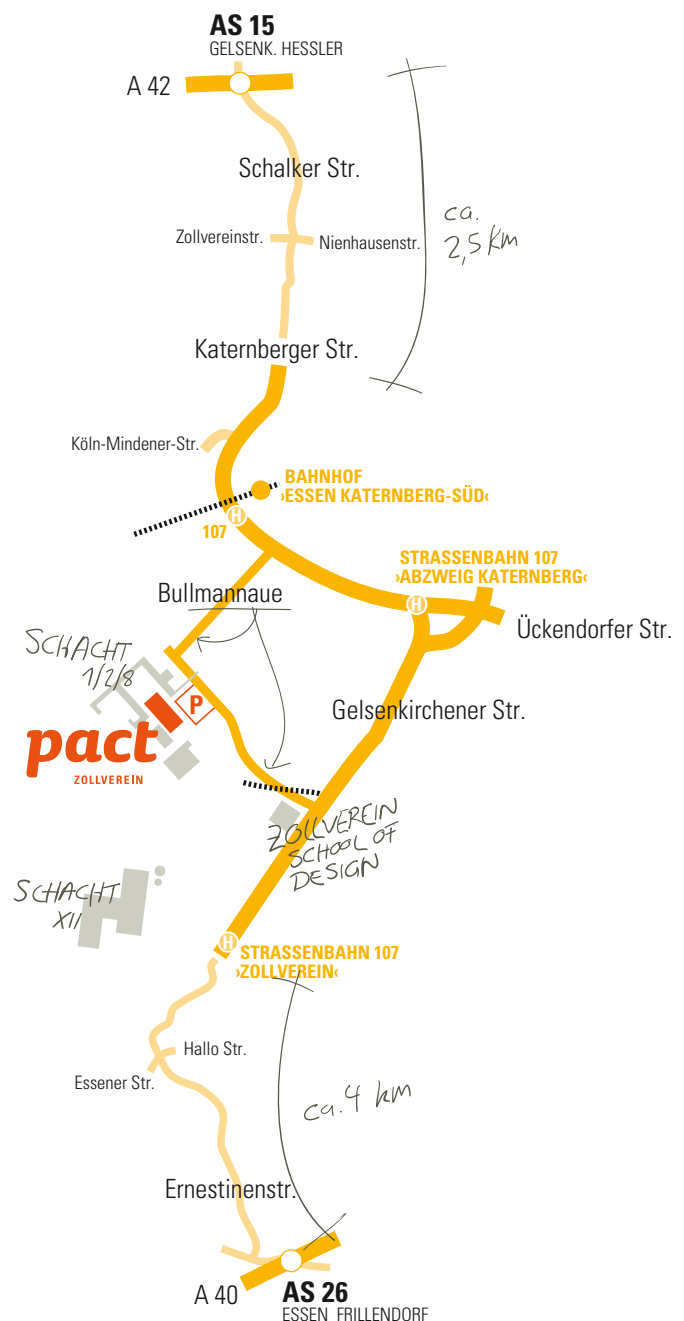 AS 15
GELSENK. HESSLER
A 42
Schalker Str.
ca.
2,5 km
Zollvereinstr.
Nienhausenstr.
Katernberger Str.
Köln-Mindener-Str.
BAHNHOF
›ESSEN KATERNBERG-SÜD‹
H
107
STRASSENBAHN 107
›ABZWEIG KATERNBERG‹
Bullmannaue
H
Ückendorfer Str.
SCHACHT
1/2/8
P
Gelsenkirchener Str.
pact
ZOLLVEREIN
ZOLLVEREIN
SCHOOL OF
DESIGN
SCHACHT
XII
H
STRASSENBAHN 107
›ZOLLVEREIN‹
Hallo Str.
Essener Str.
ca. 4 km
Ernestinenstr.
A 40
AS 26
ESSEN FRILLENDORF